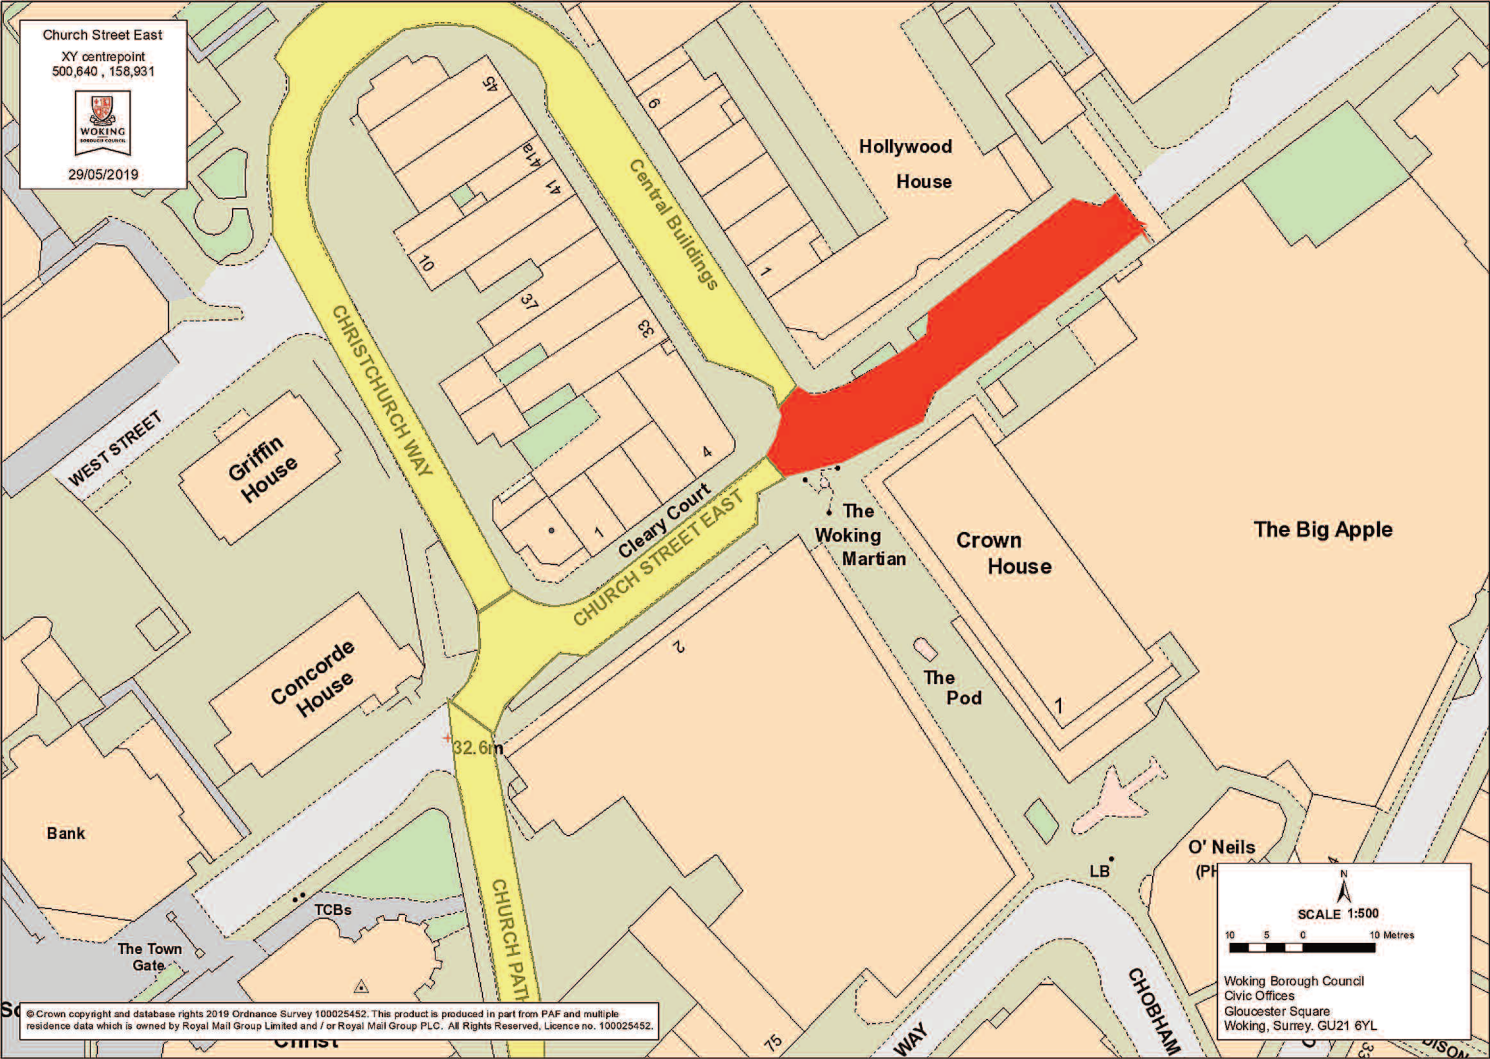 Church Street East
XY centrepoint
500,640 , 158,931
WOKING
BOROUGH COUNCIL
29/05/2019
45
41a
41
10
37
33
9
1
Central Buildings
Hollywood
House
CHRISTCHURCH WAY
WEST STREET
Griffin
House
4
1
Cleary Court
CHURCH STREET EAST
The
Woking
Martian
Crown
House
The Big Apple
2
Concorde
House
The
Pod
1
32.6m
Bank
O' Neils
(PH
LB
TCBs
The Town
Gate
CHURCH PATH
CHOBHAM
WAY
75
Christ
N
SCALE 1:500
10 5 0 10 Metres
Woking Borough Council
Civic Offices
Gloucester Square
Woking, Surrey. GU21 6YL
© Crown copyright and database rights 2019 Ordnance Survey 100025452. This product is produced in part from PAF and multiple
residence data which is owned by Royal Mail Group Limited and / or Royal Mail Group PLC. All Rights Reserved, Licence no. 100025452.